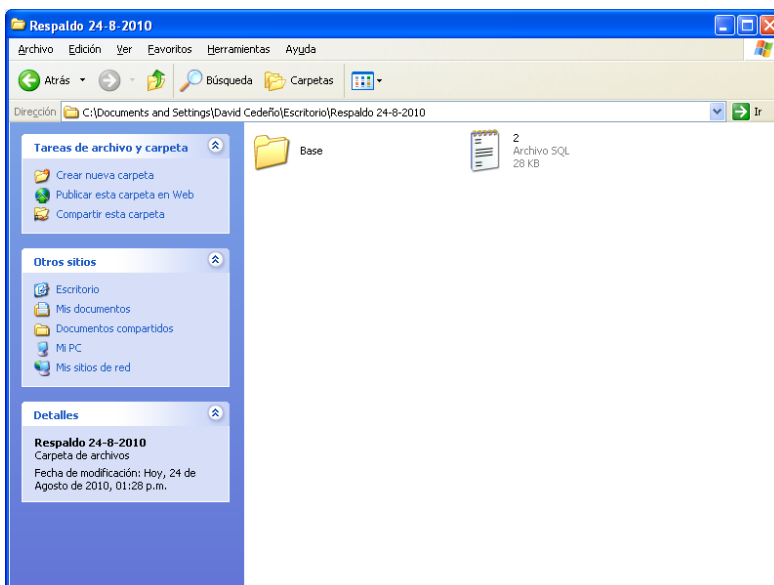 Respaldo 24-8-2010
Archivo Edición Ver Favoritos Herramientas Ayuda
Atrás Búsqueda Carpetas
Dirección C:\Documents and Settings\David Cedeño\Escritorio\Respaldo 24-8-2010 Ir
Tareas de archivo y carpeta
Crear nueva carpeta
Publicar esta carpeta en Web
Compartir esta carpeta
Otros sitios
Escritorio
Mis documentos
Documentos compartidos
Mi PC
Mis sitios de red
Detalles
Respaldo 24-8-2010
Carpeta de archivos
Fecha de modificación: Hoy, 24 de
Agosto de 2010, 01:28 p.m.
Base
2
Archivo SQL
28 KB